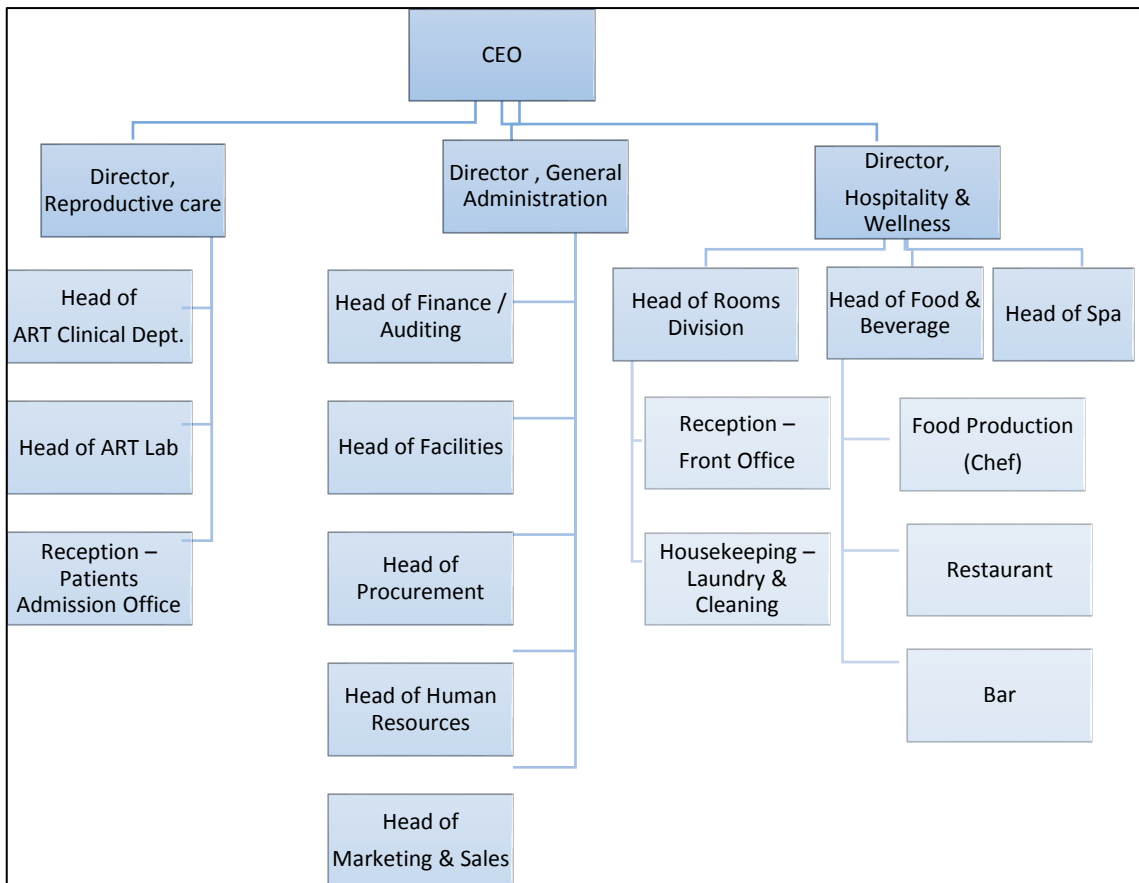 CEO
Director,
Reproductive care
Director , General
Administration
Director,
Hospitality &
Wellness
Head of
ART Clinical Dept.
Head of ART Lab
Reception –
Patients
Admission Office
Head of Finance /
Auditing
Head of Facilities
Head of
Procurement
Head of Human
Resources
Head of
Marketing & Sales
Head of Rooms
Division
Reception –
Front Office
Housekeeping –
Laundry &
Cleaning
Head of Food &
Beverage
Food Production
(Chef)
Restaurant
Bar
Head of Spa